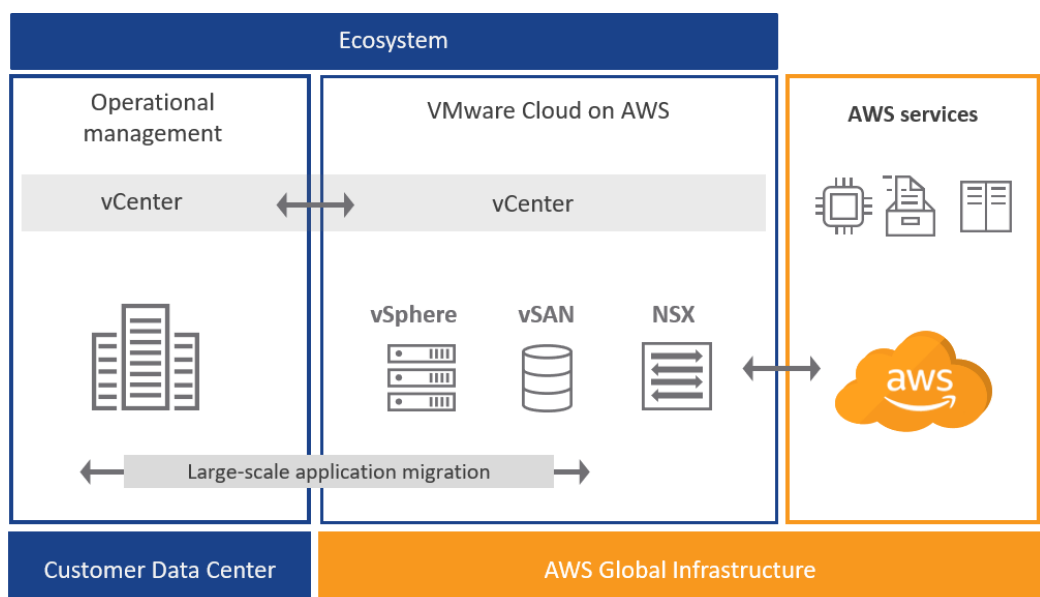 Ecosystem
Operational
management
VMware Cloud on AWS
AWS services
vCenter
vCenter
vSphere
vSAN
NSX
aws
Large-scale application migration
Customer Data Center
AWS Global Infrastructure